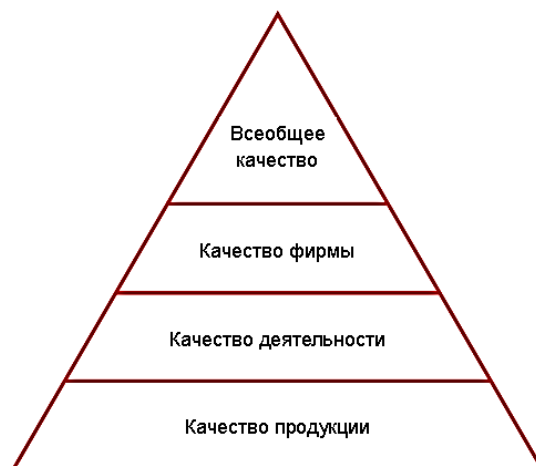 Всеобщее
качество
Качество фирмы
Качество деятельности
Качество продукции